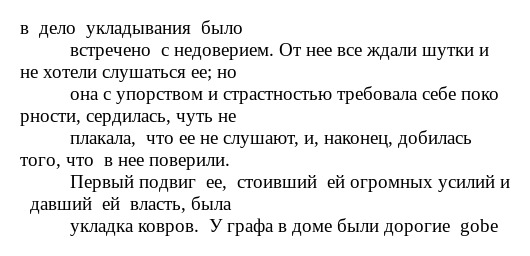 в дело укладывания было
встречено с недоверием. От нее все ждали шутки и
не хотели слушаться ее; но
она с упорством и страстностью требовала себе поко
рности, сердилась, чуть не
плакала, что ее не слушают, и, наконец, добилась
того, что в нее поверили.
Первый подвиг ее, стоивший ей огромных усилий и
давший ей власть, была
укладка ковров. У графа в доме были дорогие gobe